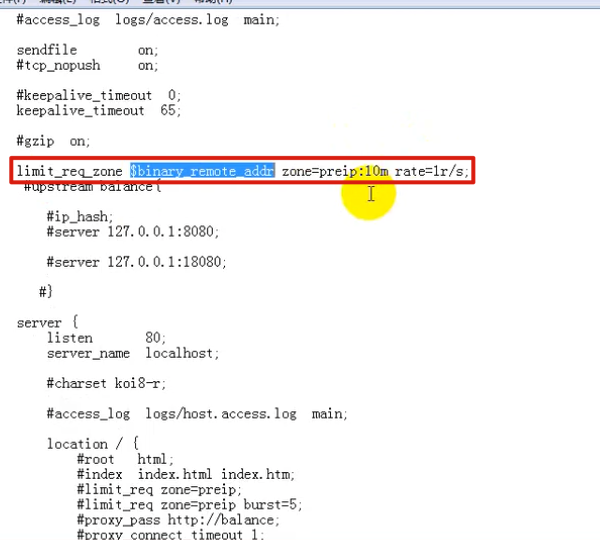 #access_log  logs/access.log  main;
sendfile        on;
#tcp_nopush     on;
#keepalive_timeout  0;
keepalive_timeout  65;
#gzip  on;
limit_req_zone $binary_remote_addr zone=preip:10m rate=1r/s;
#upstream balance{
#ip_hash;
#server 127.0.0.1:8080;
#server 127.0.0.1:18080;
#}
server {
listen       80;
server_name  localhost;
#charset koi8-r;
#access_log  logs/host.access.log  main;
location / {
#root   html;
#index  index.html index.htm;
#limit_req zone=preip;
#limit_req zone=preip burst=5;
#proxy_pass http://balance;
#proxy_connect_timeout 1;